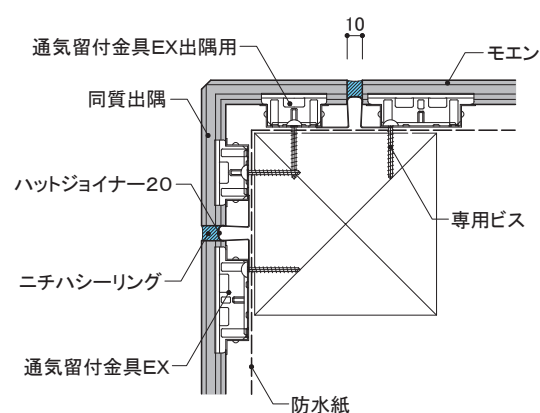 10
通気留付金具EX出隅用
モエン
同質出隅
ハットジョイナー20
専用ビス
ニチハシーリング
通気留付金具EX
防水紙